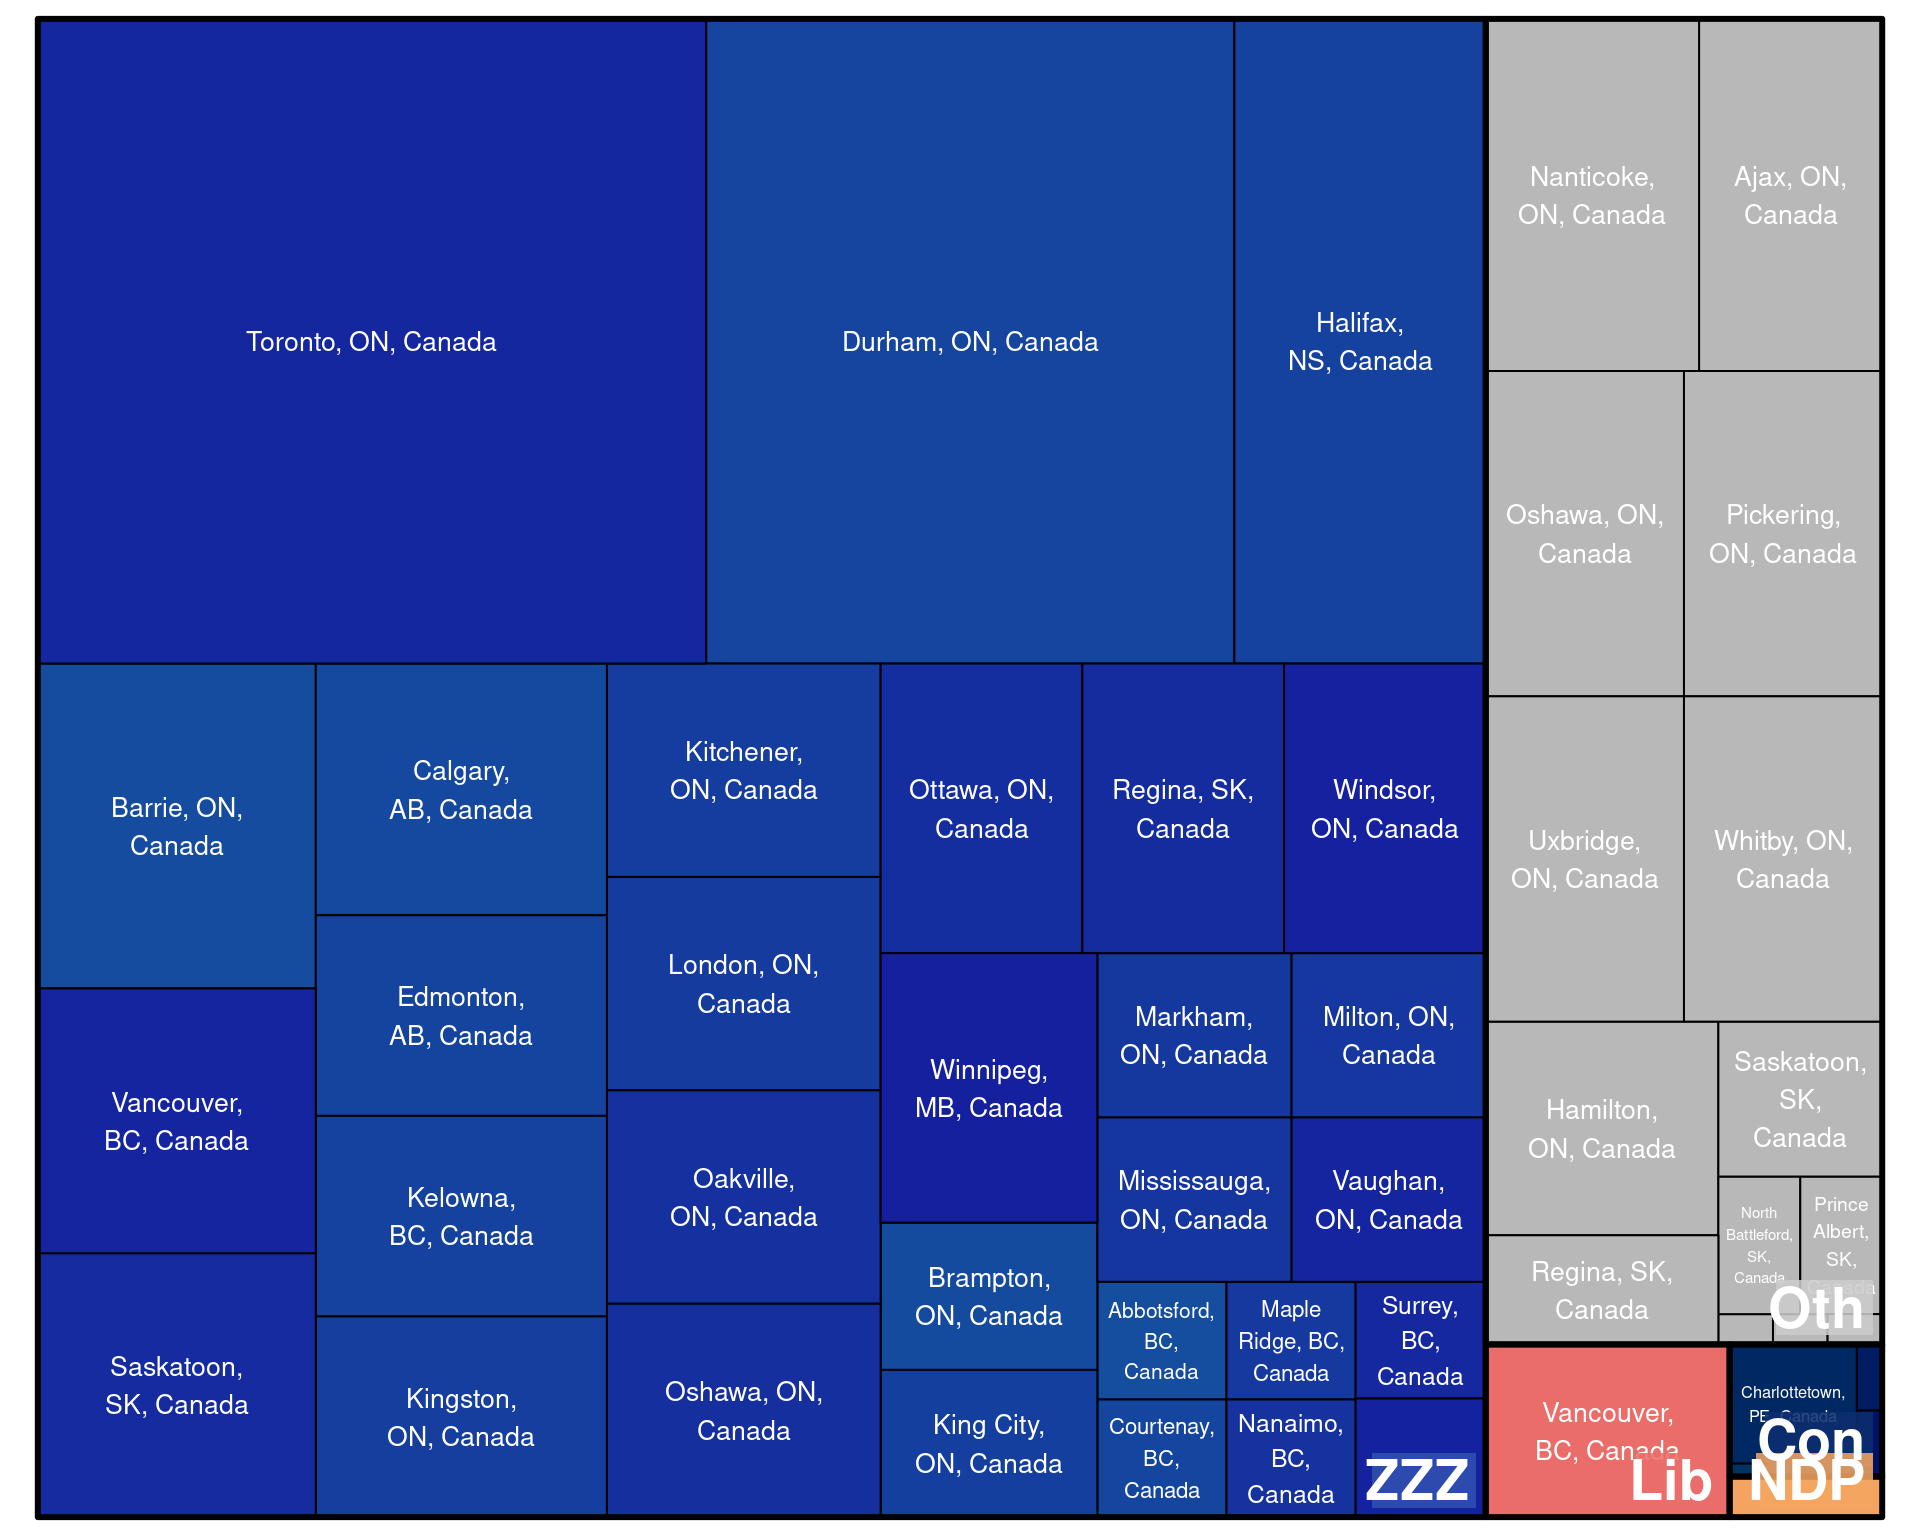 Toronto, ON, Canada
Durham, ON, Canada
Halifax,
NS, Canada
Barrie, ON,
Canada
Vancouver,
BC, Canada
Saskatoon,
SK, Canada
Calgary,
AB, Canada
Edmonton,
AB, Canada
Kelowna,
BC, Canada
Kingston,
ON, Canada
Kitchener,
ON, Canada
London, ON,
Canada
Oakville,
ON, Canada
Oshawa, ON,
Canada
Ottawa, ON,
Canada
Regina, SK,
Canada
Windsor,
ON, Canada
Winnipeg,
MB, Canada
Brampton,
ON, Canada
King City,
ON, Canada
Markham,
ON, Canada
Milton, ON,
Canada
Mississauga,
ON, Canada
Vaughan,
ON, Canada
Abbotsford,
BC,
Canada
Maple
Ridge, BC,
Canada
Surrey,
BC,
Canada
Courtenay,
BC,
Canada
Nanaimo,
BC,
Canada
ZZZ
Nanticoke,
ON, Canada
Ajax, ON,
Canada
Oshawa, ON,
Canada
Pickering,
ON, Canada
Uxbridge,
ON, Canada
Whitby, ON,
Canada
Hamilton,
ON, Canada
Regina, SK,
Canada
Saskatoon,
SK,
Canada
North
Battleford,
SK,
Canada
Prince
Albert,
SK,
Canada
Oth
Vancouver,
BC, Canada
Lib
Charlottetown,
PE, Canada
Con
NDP